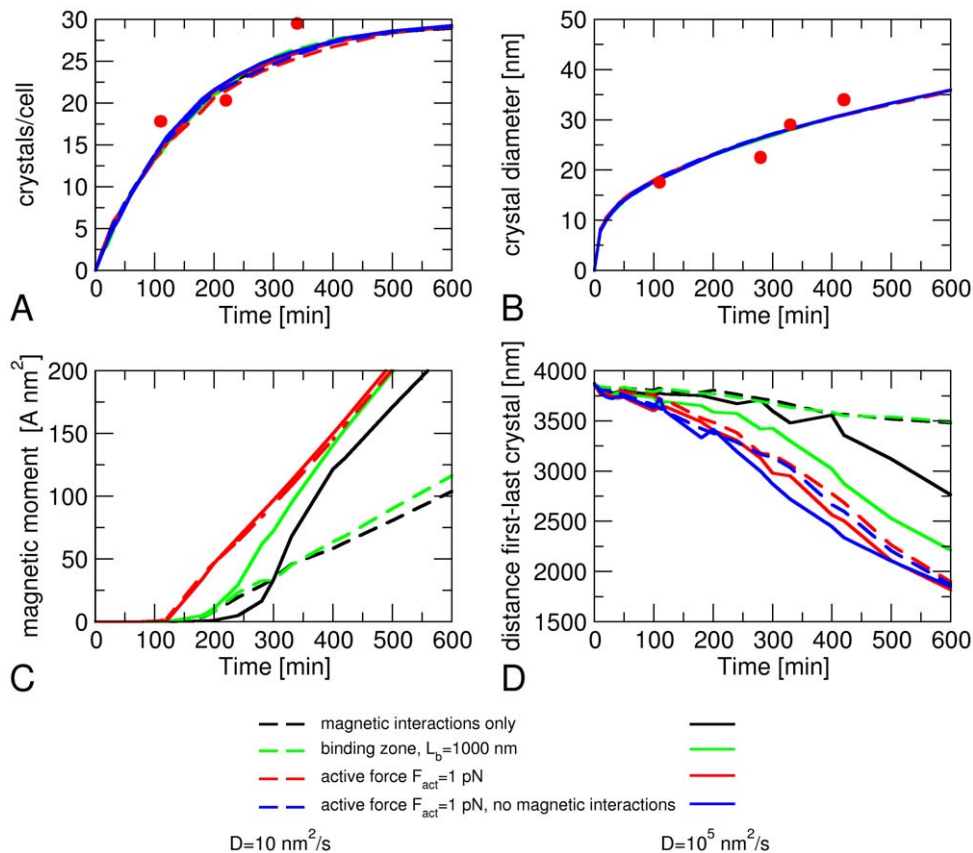 30
25
20
15
10
5
0
crystals/cell
0 100 200 300 400 500 600
Time [min]
A
50
40
30
20
10
0
crystal diameter [nm]
0 100 200 300 400 500 600
Time [min]
B
200
150
100
50
0
magnetic moment [A nm²]
0 100 200 300 400 500 600
Time [min]
C
4000
3500
3000
2500
2000
1500
distance first-last crystal [nm]
0 100 200 300 400 500 600
Time [min]
D
magnetic interactions only
binding zone, L_b=1000 nm
active force F_act=1 pN
active force F_act=1 pN, no magnetic interactions
D=10 nm²/s
D=10⁵ nm²/s